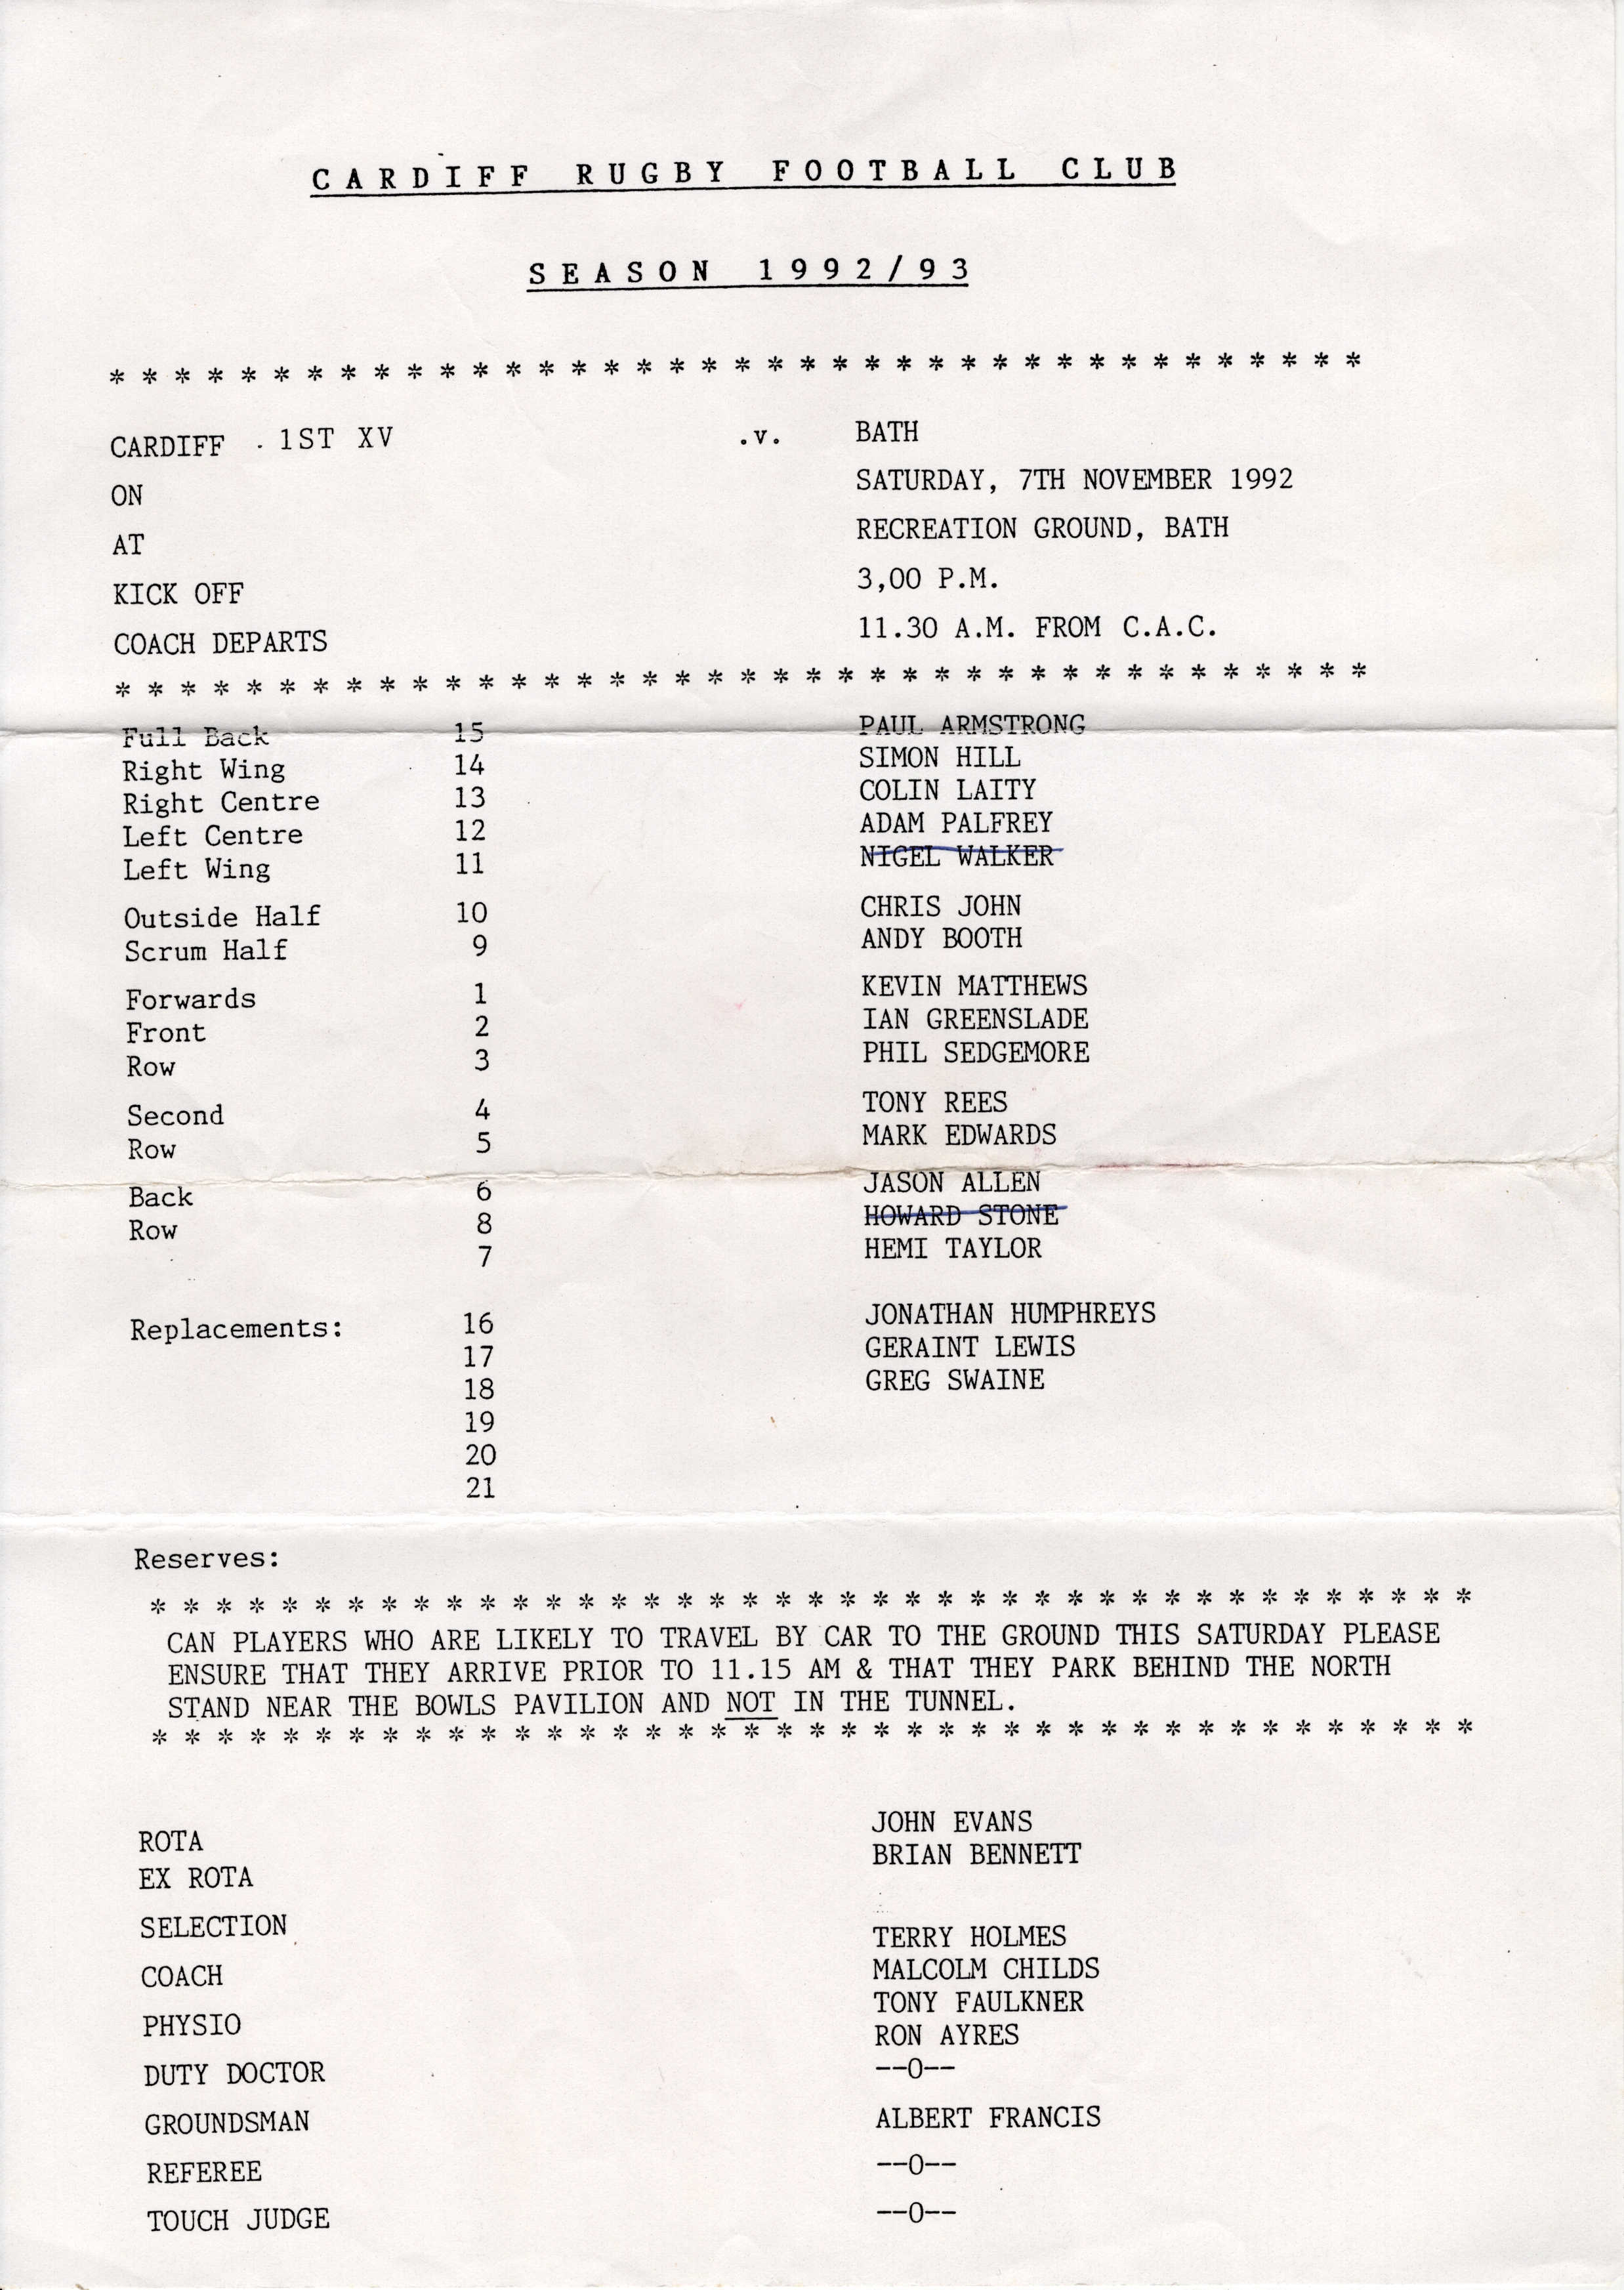 CARDIFF RUGBY FOOTBALL CLUB
SEASON 1992/93
* * * * * * * * * * * * * * * * * * * * * * * * * * * * * * * * * * * * * * *
CARDIFF . 1ST XV .v. BATH
ON SATURDAY, 7TH NOVEMBER 1992
AT RECREATION GROUND, BATH
KICK OFF 3,00 P.M.
COACH DEPARTS 11.30 A.M. FROM C.A.C.
* * * * * * * * * * * * * * * * * * * * * * * * * * * * * * * * * * * * * * *
Full Back 15 PAUL ARMSTRONG
Right Wing 14 SIMON HILL
Right Centre 13 COLIN LAITY
Left Centre 12 ADAM PALFREY
Left Wing 11 NIGEL WALKER
Outside Half 10 CHRIS JOHN
Scrum Half 9 ANDY BOOTH
Forwards 1 KEVIN MATTHEWS
Front 2 IAN GREENSLADE
Row 3 PHIL SEDGEMORE
Second 4 TONY REES
Row 5 MARK EDWARDS
Back 6 JASON ALLEN
Row 8 HOWARD STONE
7 HEMI TAYLOR
Replacements: 16 JONATHAN HUMPHREYS
17 GERAINT LEWIS
18 GREG SWAINE
19
20
21
Reserves:
* * * * * * * * * * * * * * * * * * * * * * * * * * * * * * * * * * * * * * * * *
CAN PLAYERS WHO ARE LIKELY TO TRAVEL BY CAR TO THE GROUND THIS SATURDAY PLEASE
ENSURE THAT THEY ARRIVE PRIOR TO 11.15 AM & THAT THEY PARK BEHIND THE NORTH
STAND NEAR THE BOWLS PAVILION AND NOT IN THE TUNNEL.
* * * * * * * * * * * * * * * * * * * * * * * * * * * * * * * * * * * * * * * * *
ROTA JOHN EVANS
EX ROTA BRIAN BENNETT
SELECTION TERRY HOLMES
COACH MALCOLM CHILDS
TONY FAULKNER
PHYSIO RON AYRES
DUTY DOCTOR --0--
GROUNDSMAN ALBERT FRANCIS
REFEREE --0--
TOUCH JUDGE --0--